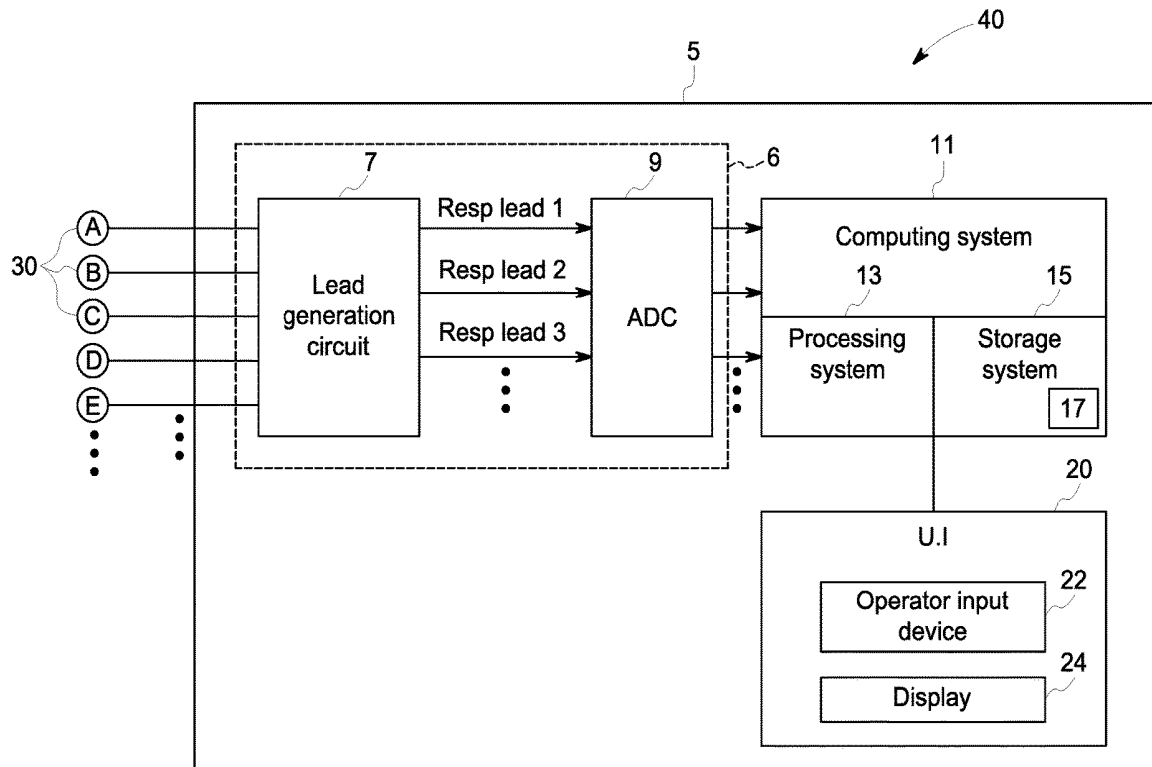 40
5
6
7
9
11
Resp lead 1
A
Computing system
30
B
Resp lead 2
13
15
Lead
generation
circuit
ADC
C
Resp lead 3
Processing
system
Storage
system
D
17
E
20
U.I
22
Operator input
device
24
Display